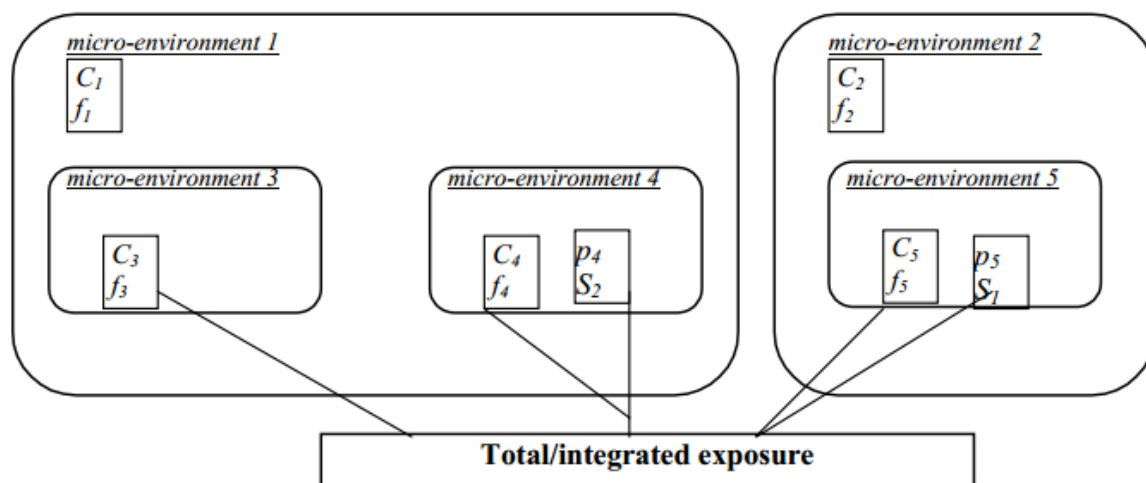 micro-environment 1
C1
f1
micro-environment 2
C2
f2
micro-environment 3
C3
f3
micro-environment 4
C4
f4
p4
S2
micro-environment 5
C5
f5
p5
S1
Total/integrated exposure